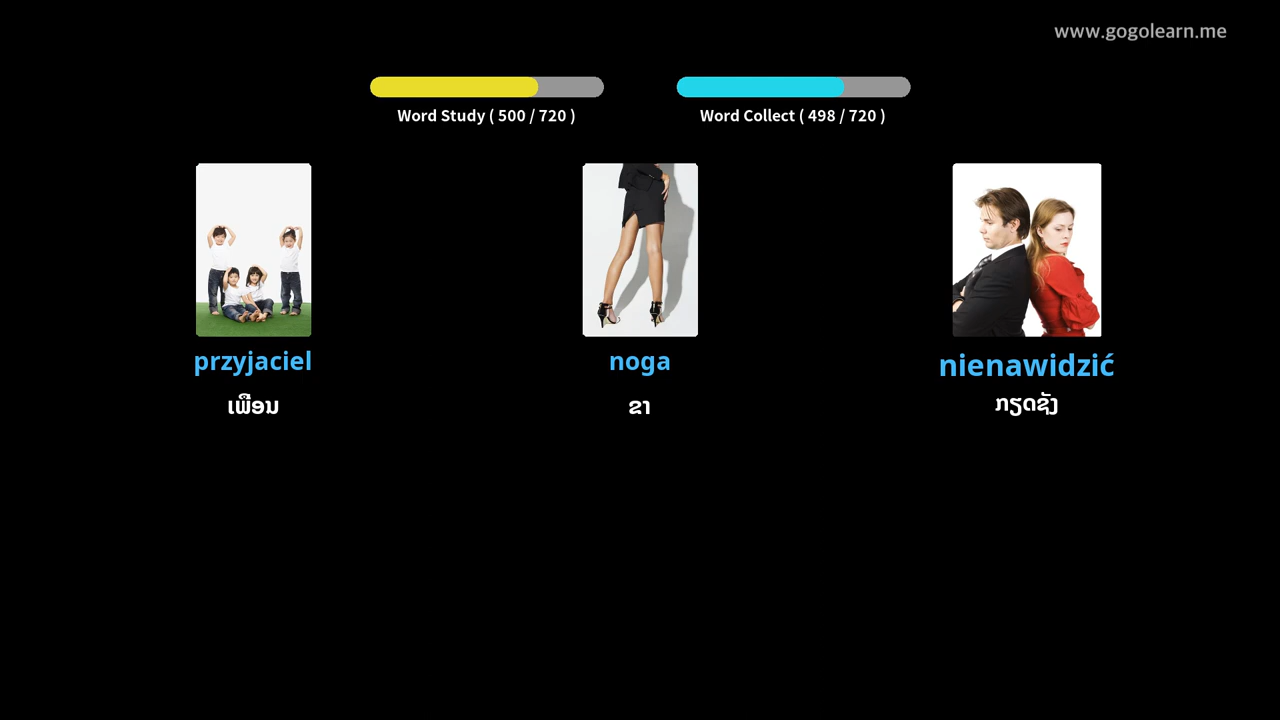 www.gogolearn.me
Word Study ( 500 / 720 )
Word Collect ( 498 / 720 )
przyjaciel
noga
nienawidzić
ເພື່ອນ
ຂາ
ກຽດຊັງ